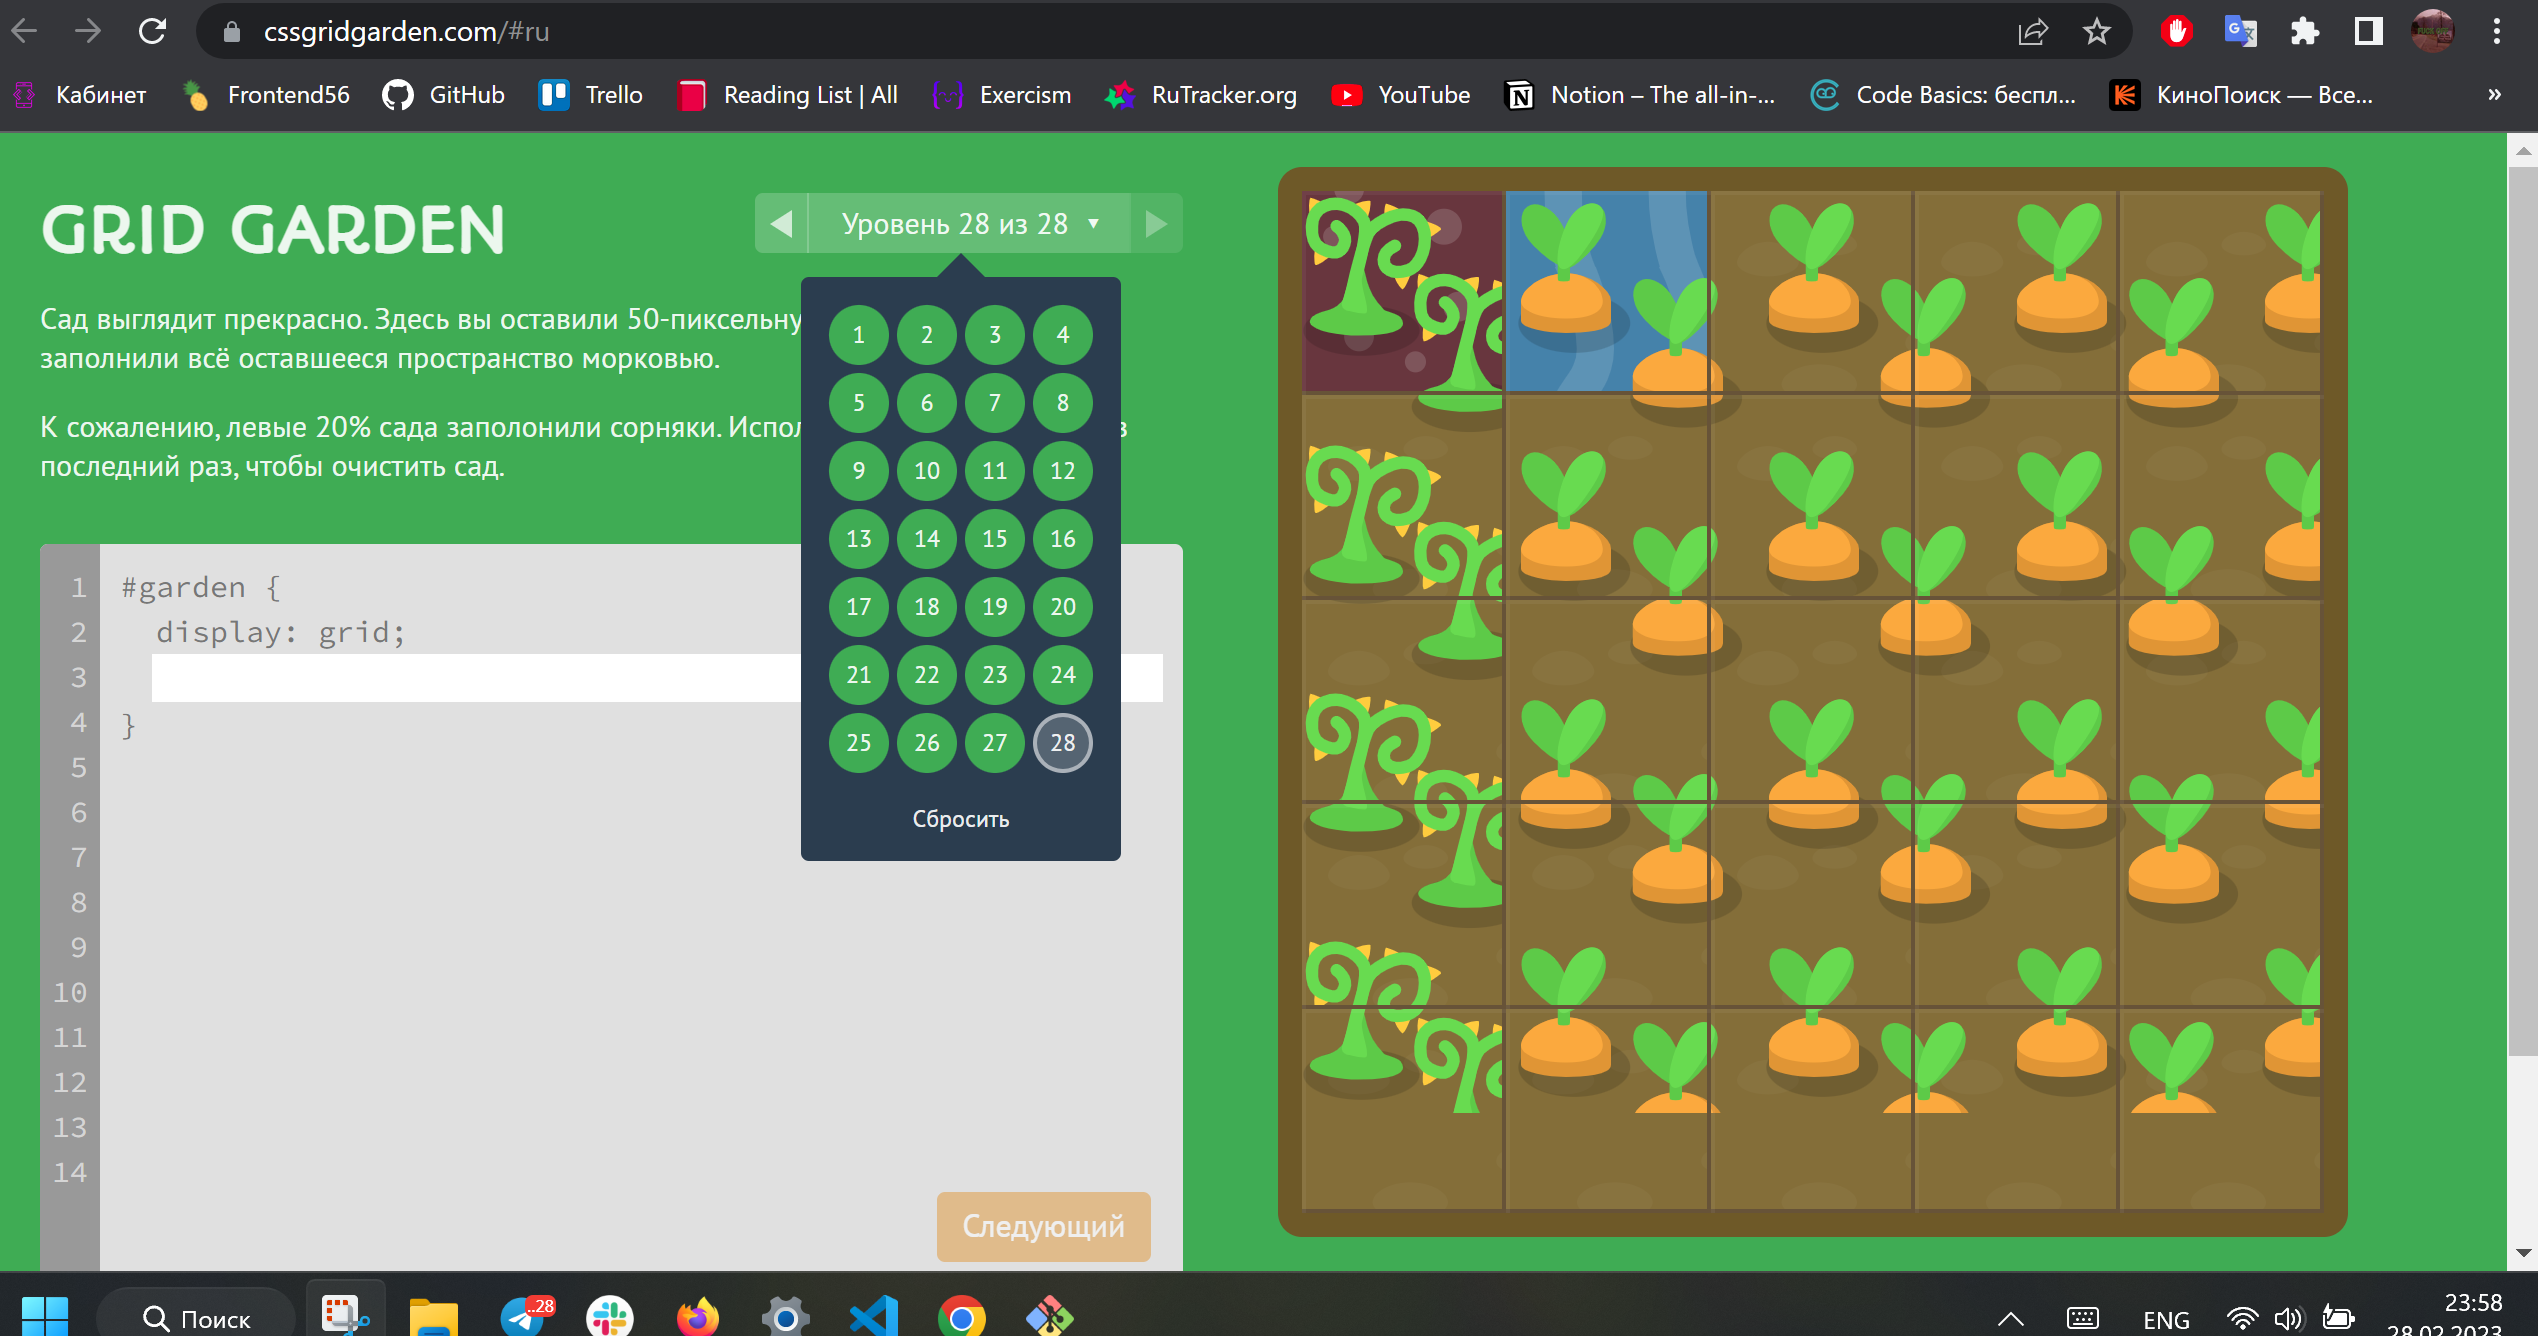 cssgridgarden.com/#ru
Кабинет Frontend56 GitHub Trello Reading List | All Exercism RuTracker.org YouTube Notion – The all-in-... Code Basics: беспл... КиноПоиск — Все... »
GRID GARDEN
Уровень 28 из 28
Сад выглядит прекрасно. Здесь вы оставили 50-пиксельну
заполнили всё оставшееся пространство морковью.
К сожалению, левые 20% сада заполонили сорняки. Испол в
последний раз, чтобы очистить сад.
1 2 3 4
5 6 7 8
9 10 11 12
13 14 15 16
17 18 19 20
21 22 23 24
25 26 27 28
Сбросить
1 #garden {
2 display: grid;
3
4 }
5
6
7
8
9
10
11
12
13
14
Следующий
Поиск
..28
ENG
23:58
28.02.2023